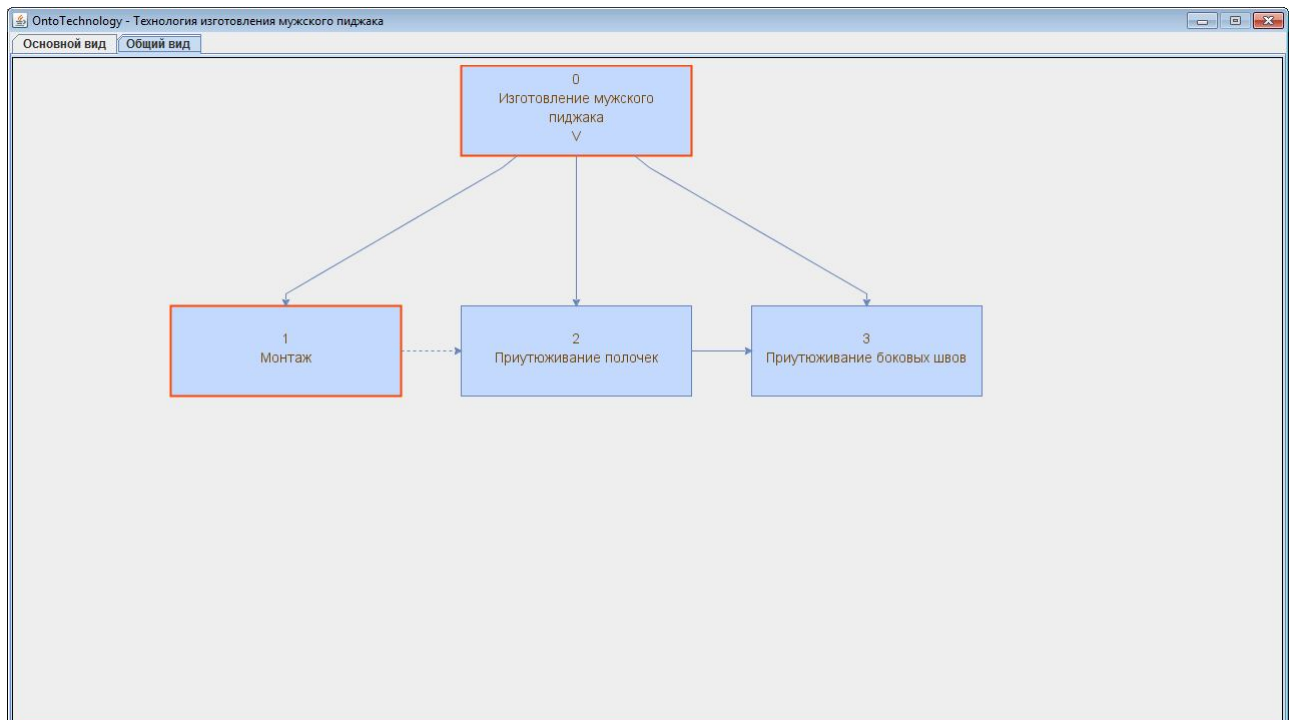 OntoTechnology - Технология изготовления мужского пиджака
Основной вид Общий вид
0
Изготовление мужского
пиджака
V
1
Монтаж
2
Приутюживание полочек
3
Приутюживание боковых швов